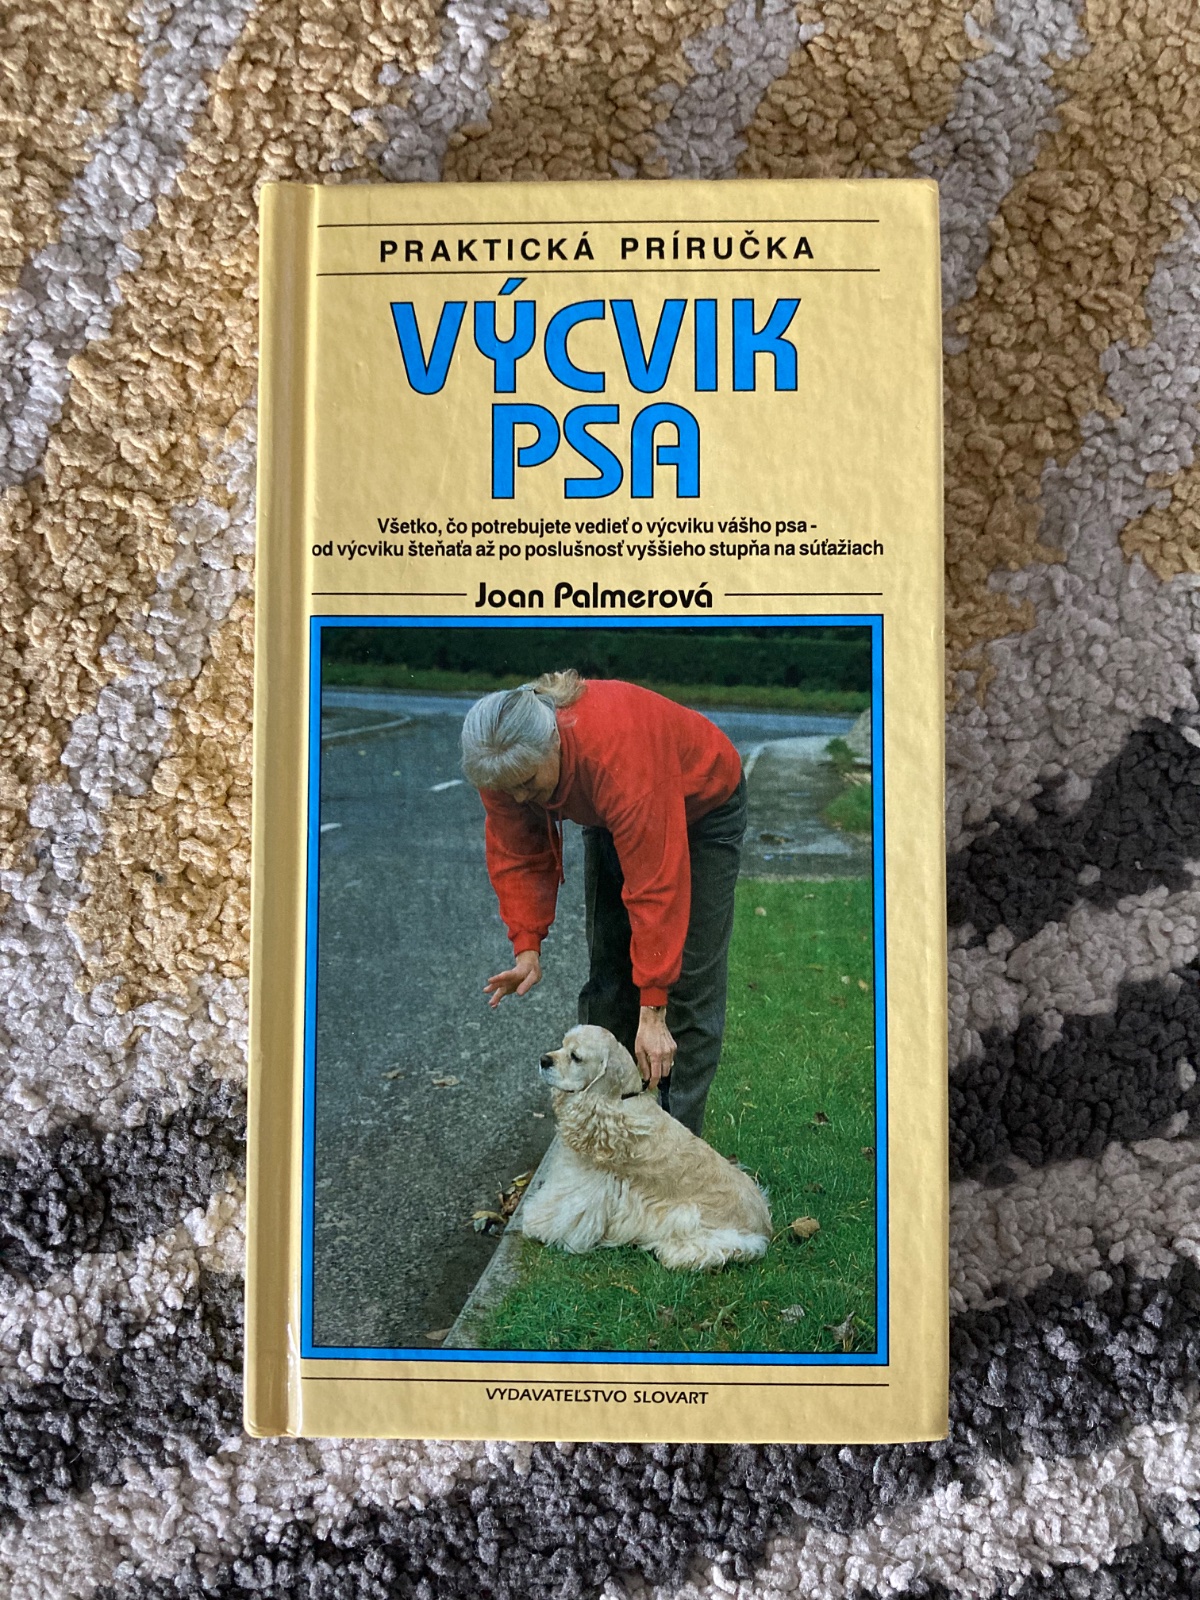 PRAKTICKÁ PRÍRUČKA
VÝCVIK
PSA
Všetko, čo potrebujete vedieť o výcviku vášho psa -
od výcviku šteňaťa až po poslušnosť vyššieho stupňa na súťažiach
Joan Palmerová
VYDAVATEĽSTVO SLOVART